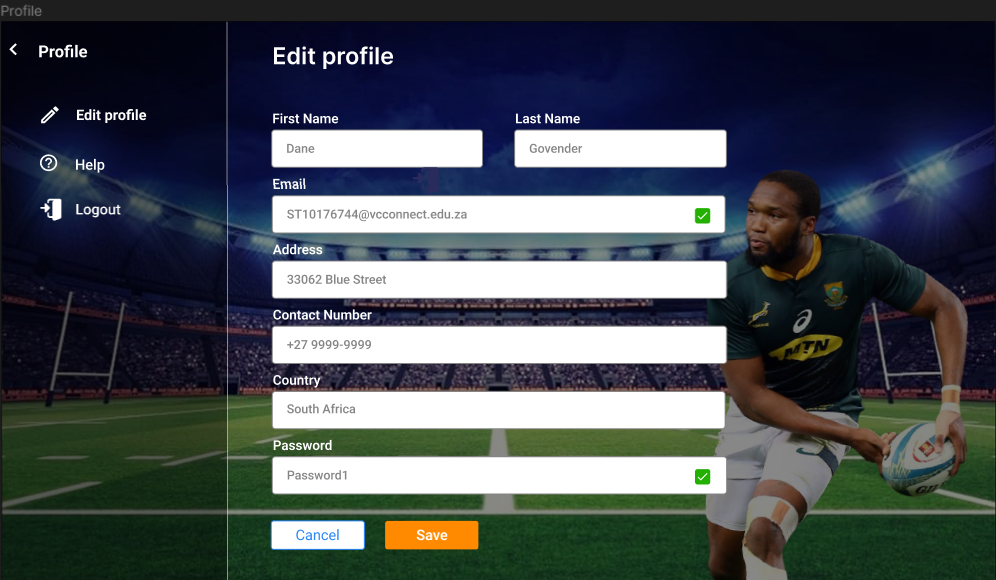 Profile
Profile
Edit profile
Help
Logout
Edit profile
First Name
Last Name
Dane
Govender
Email
ST10176744@vcconnect.edu.za
Address
33062 Blue Street
Contact Number
+27 9999-9999
Country
South Africa
Password
Password1
Cancel
Save
MTN